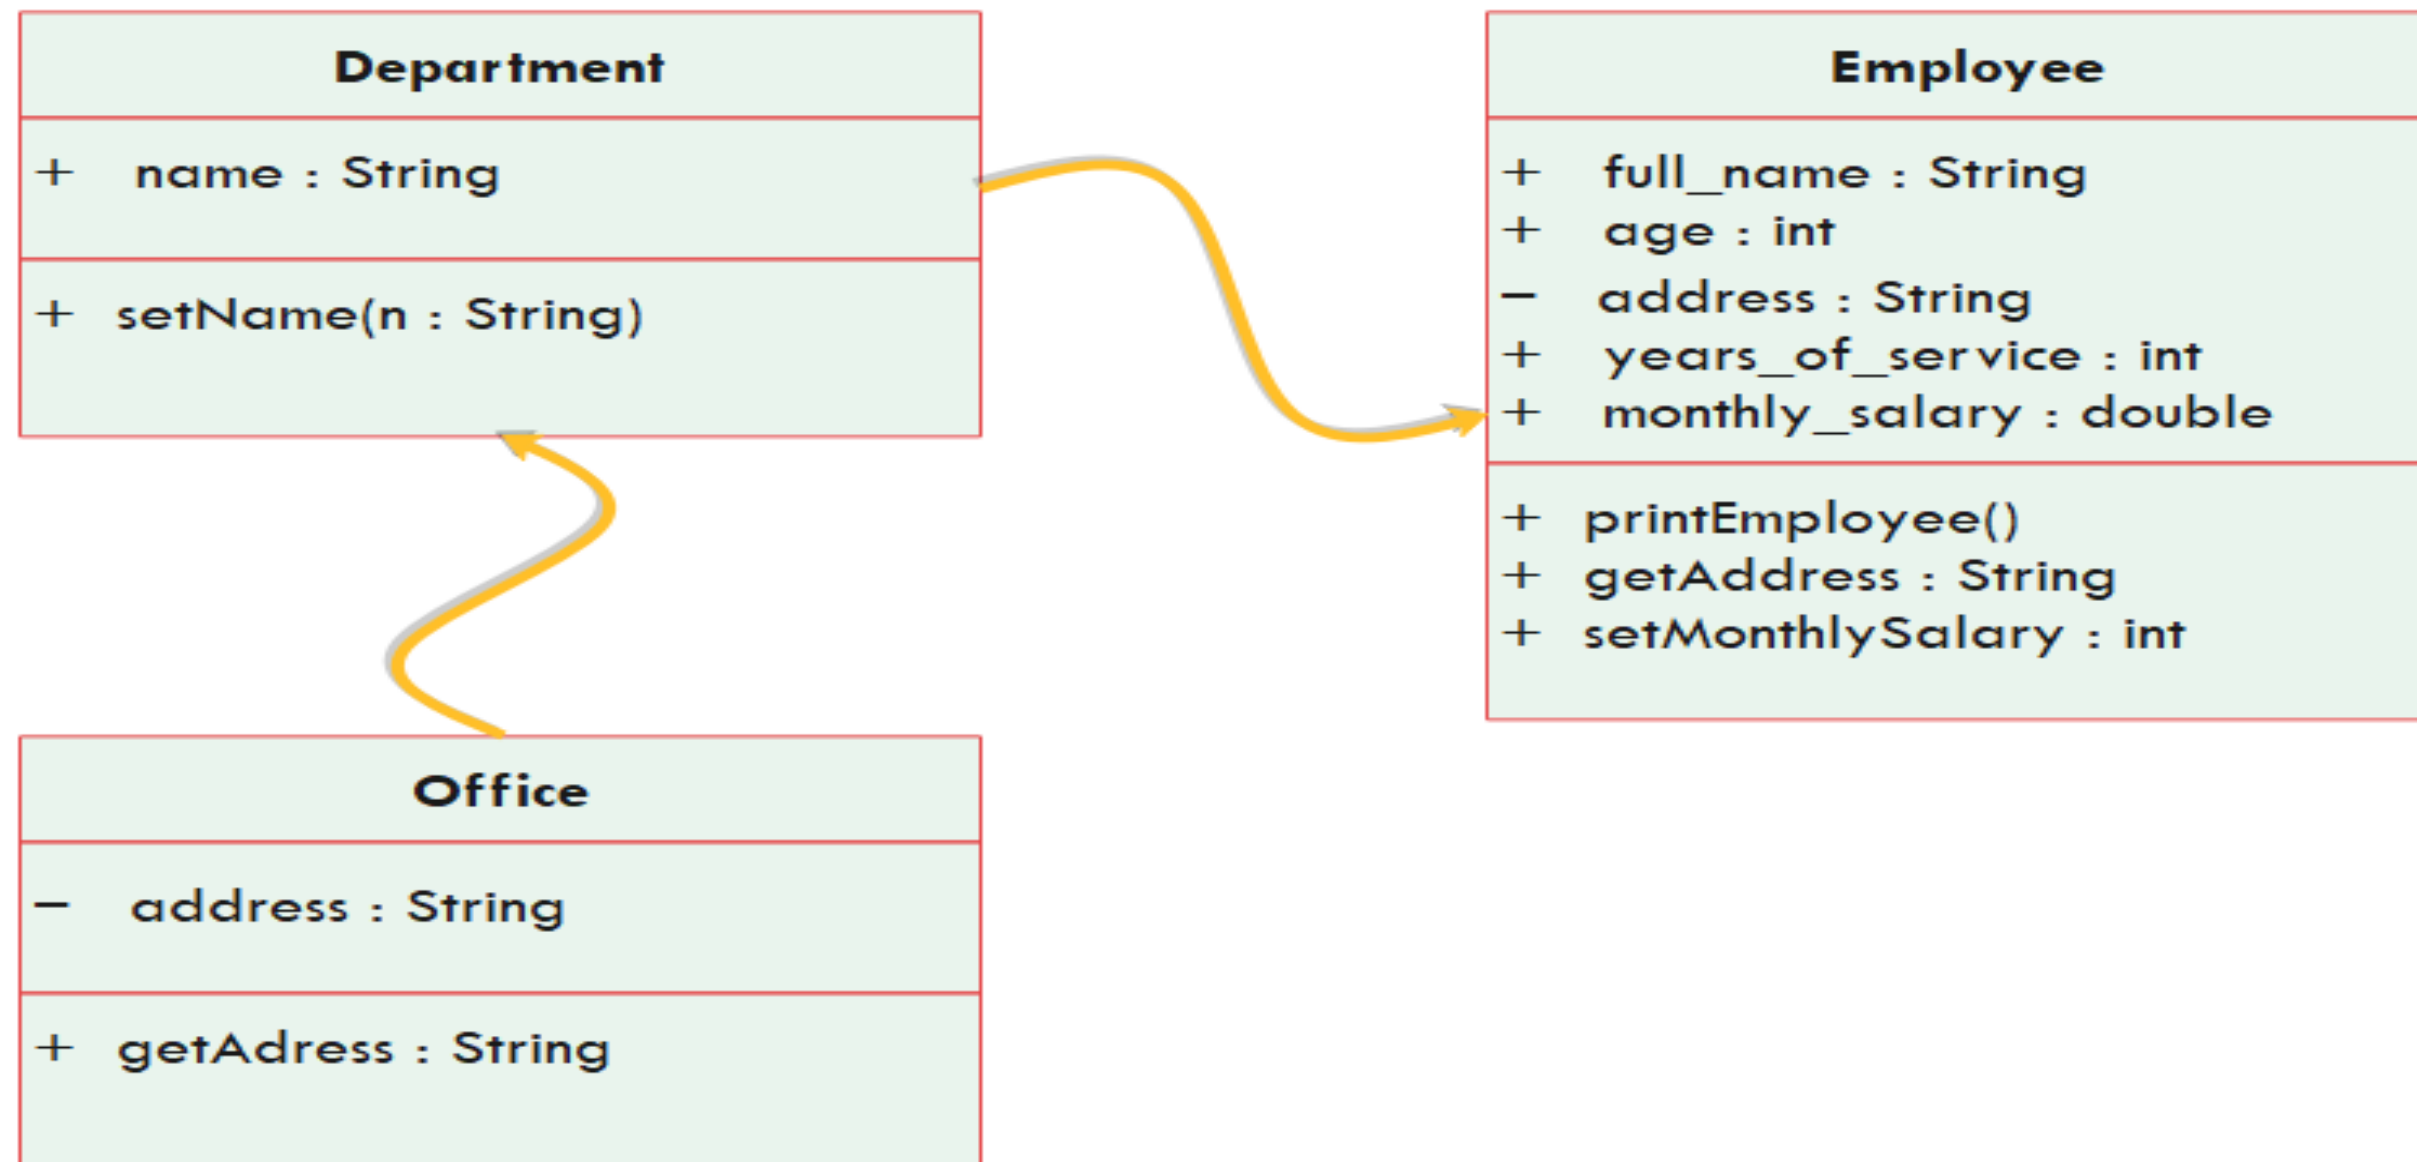 Department
+ name : String
+ setName(n : String)
Employee
+ full_name : String
+ age : int
− address : String
+ years_of_service : int
+ monthly_salary : double
+ printEmployee()
+ getAddress : String
+ setMonthlySalary : int
Office
− address : String
+ getAdress : String